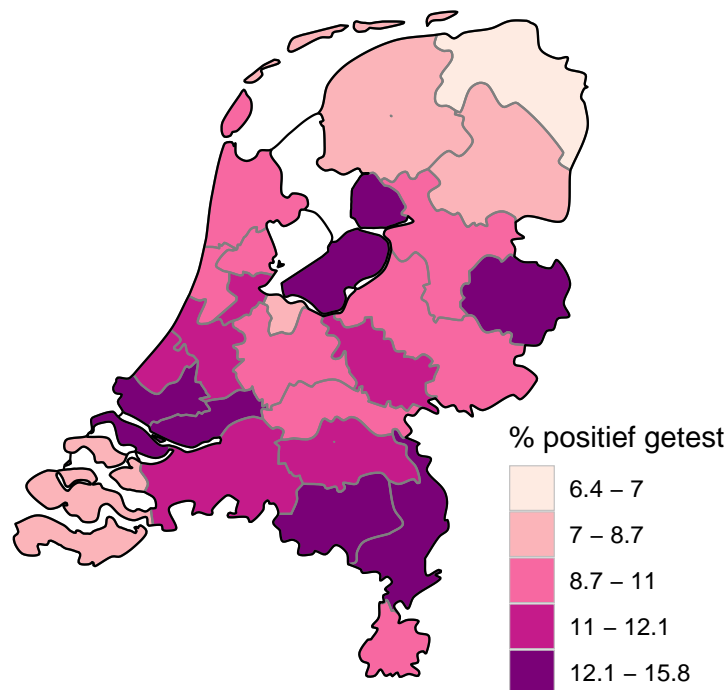 % positief getest
6.4 – 7
7 – 8.7
8.7 – 11
11 – 12.1
12.1 – 15.8